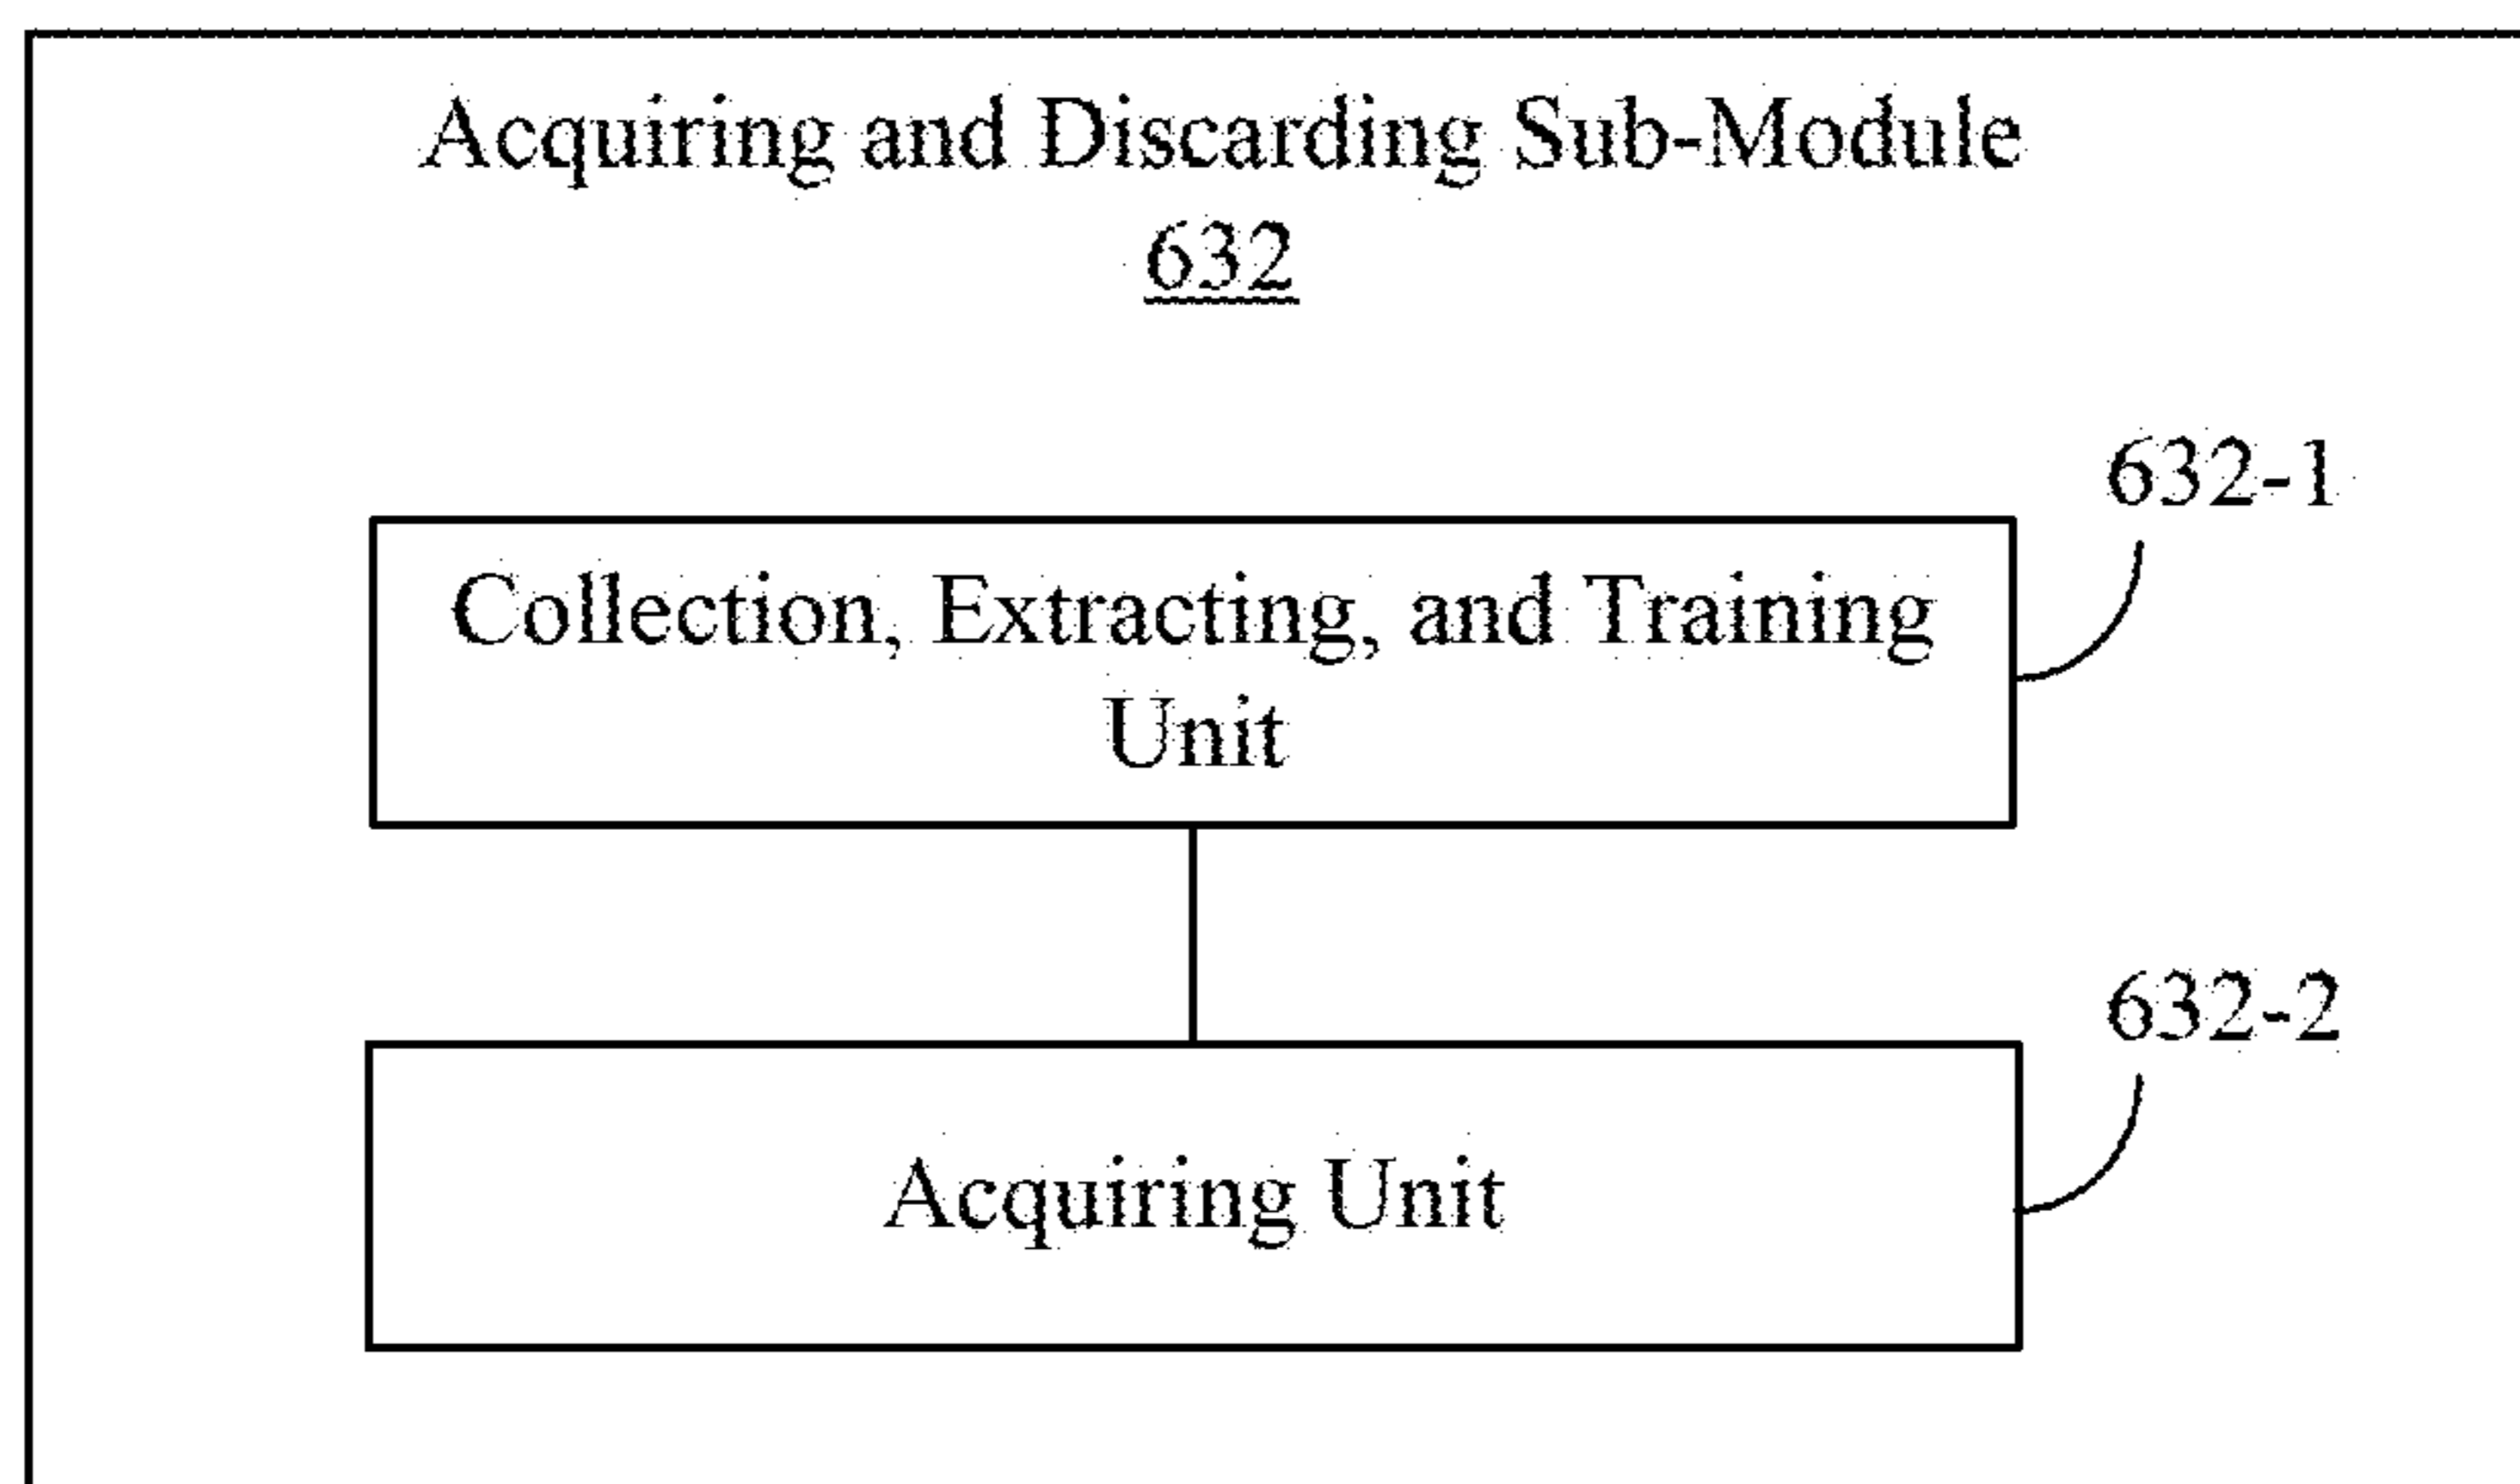 Acquiring and Discarding Sub-Module
632
632-1
Collection, Extracting, and Training
Unit
632-2
Acquiring Unit